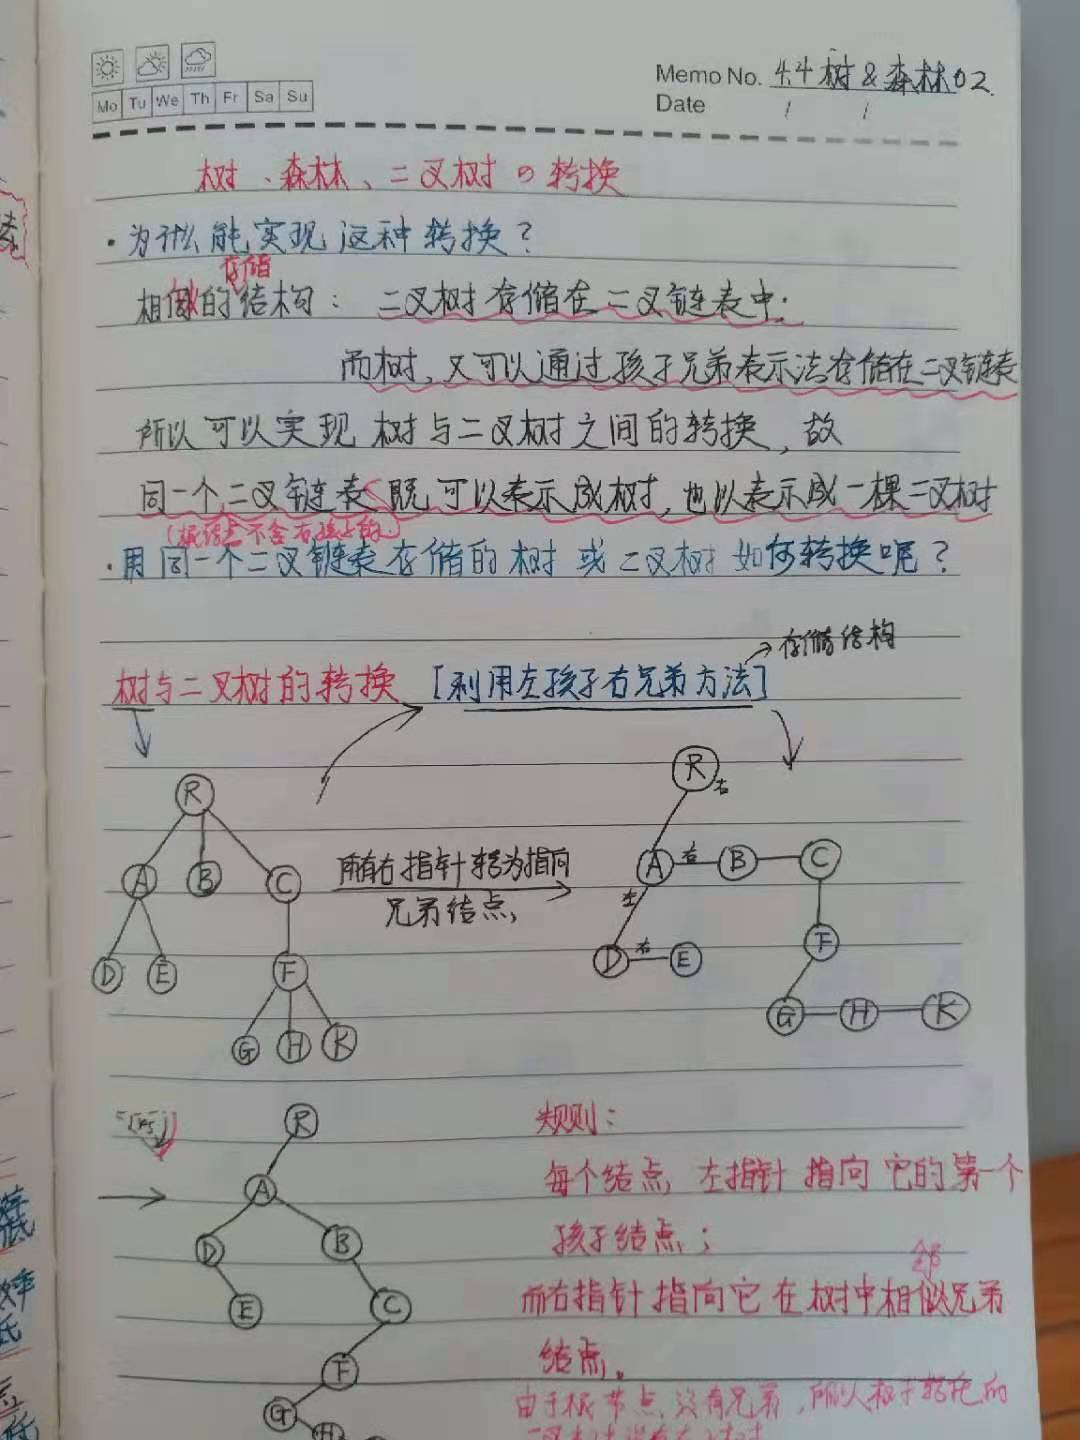 Memo No. 4.4 树 & 森林 02.
Mo Tu We Th Fr Sa Su
Date / /
树、森林、二叉树の转换
·为什么能实现这种转换？
存储
相似的结构：二叉树存储在二叉链表中.
而树，又可以通过孩子兄弟表示法存储在二叉链表
所以可以实现树与二叉树之间的转换，故
同一个二叉链表既可以表示成树，也以表示成一棵二叉树
(根结点不含右孩子的)
·用同一个二叉链表存储的树或二叉树如何转换呢？
存储结构
树与二叉树的转换 [利用左孩子右兄弟方法]
R
R 右
A B C
所有右指针转为指向
兄弟结点,
A 右 B C
左
D E F
D 右 E F
G H K
G H K
R
规则：
A
每个结点，左指针指向它的第一个
D B
孩子结点；
邻
E C
而右指针指向它在树中相似兄弟
结点。
F
由于根节点没有兄弟，所以
G
H